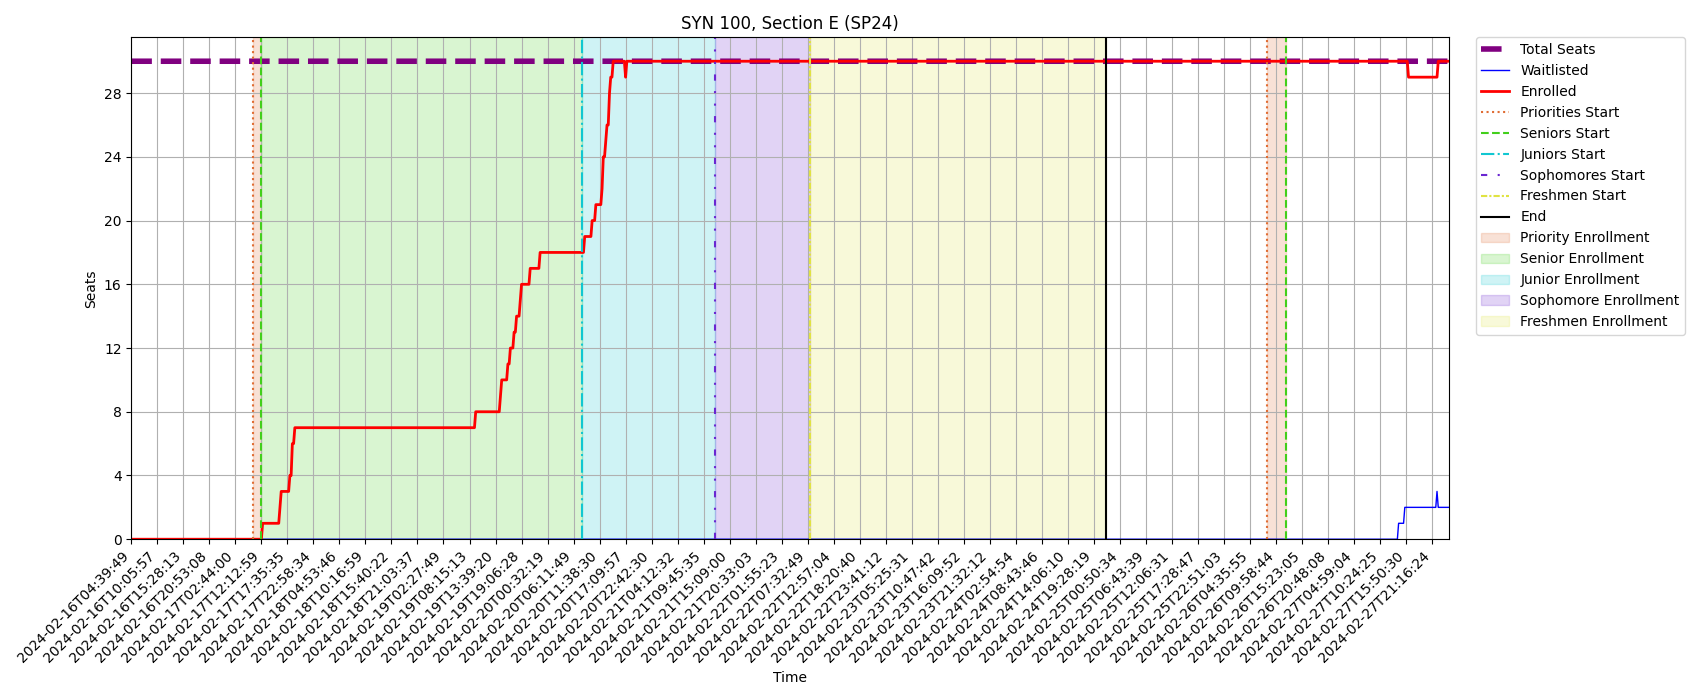 SYN 100, Section E (SP24)
Seats
28
24
20
16
12
8
4
0
2024-02-16T04:39:49
2024-02-16T10:05:57
2024-02-16T15:28:13
2024-02-16T20:53:08
2024-02-17T02:44:00
2024-02-17T12:12:59
2024-02-17T17:35:35
2024-02-17T22:58:34
2024-02-18T04:53:46
2024-02-18T10:16:59
2024-02-18T15:40:22
2024-02-18T21:03:37
2024-02-19T02:27:49
2024-02-19T08:15:13
2024-02-19T13:39:20
2024-02-19T19:06:28
2024-02-20T00:32:19
2024-02-20T06:11:49
2024-02-20T11:38:30
2024-02-20T17:09:57
2024-02-20T22:42:30
2024-02-21T04:12:32
2024-02-21T09:45:35
2024-02-21T15:09:00
2024-02-21T20:33:03
2024-02-22T01:55:23
2024-02-22T07:32:49
2024-02-22T12:57:04
2024-02-22T18:20:40
2024-02-22T23:41:12
2024-02-23T05:25:31
2024-02-23T10:47:42
2024-02-23T16:09:52
2024-02-23T21:32:12
2024-02-24T02:54:54
2024-02-24T08:43:46
2024-02-24T14:06:10
2024-02-24T19:28:19
2024-02-25T00:50:34
2024-02-25T06:43:39
2024-02-25T12:06:31
2024-02-25T17:28:47
2024-02-25T22:51:03
2024-02-26T04:35:55
2024-02-26T09:58:44
2024-02-26T15:23:05
2024-02-26T20:48:08
2024-02-27T04:59:04
2024-02-27T10:24:25
2024-02-27T15:50:30
2024-02-27T21:16:24
Time
Total Seats
Waitlisted
Enrolled
Priorities Start
Seniors Start
Juniors Start
Sophomores Start
Freshmen Start
End
Priority Enrollment
Senior Enrollment
Junior Enrollment
Sophomore Enrollment
Freshmen Enrollment